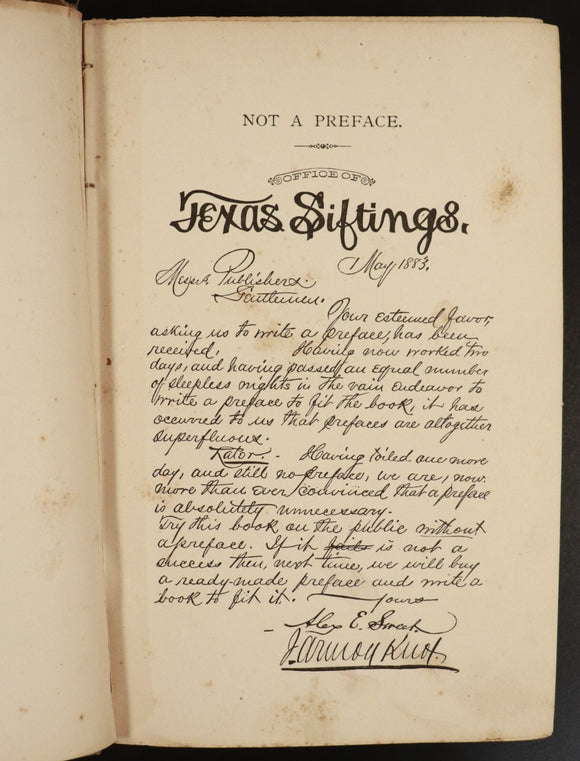 NOT A PREFACE.
OFFICE OF
Texas Siftings.
May 1883.
Messrs. Publishers.
Gentlemen.
Your esteemed favor,
asking us to write a preface, has been
received. Having now worked two
days, and having passed an equal number
of sleepless nights in the vain endeavor to
write a preface to fit the book, it has
occurred to us that prefaces are altogether
superfluous.
Later. - Having toiled one more
day, and still no preface, we are, now
more than ever convinced that a preface
is absolutely unnecessary.
Try this book on the public without
a preface. If it fails is not a
success then, next time, we will buy
a ready-made preface and write a
book to fit it. Yours
Alex E. Sweet.
J. Armoy Knox.